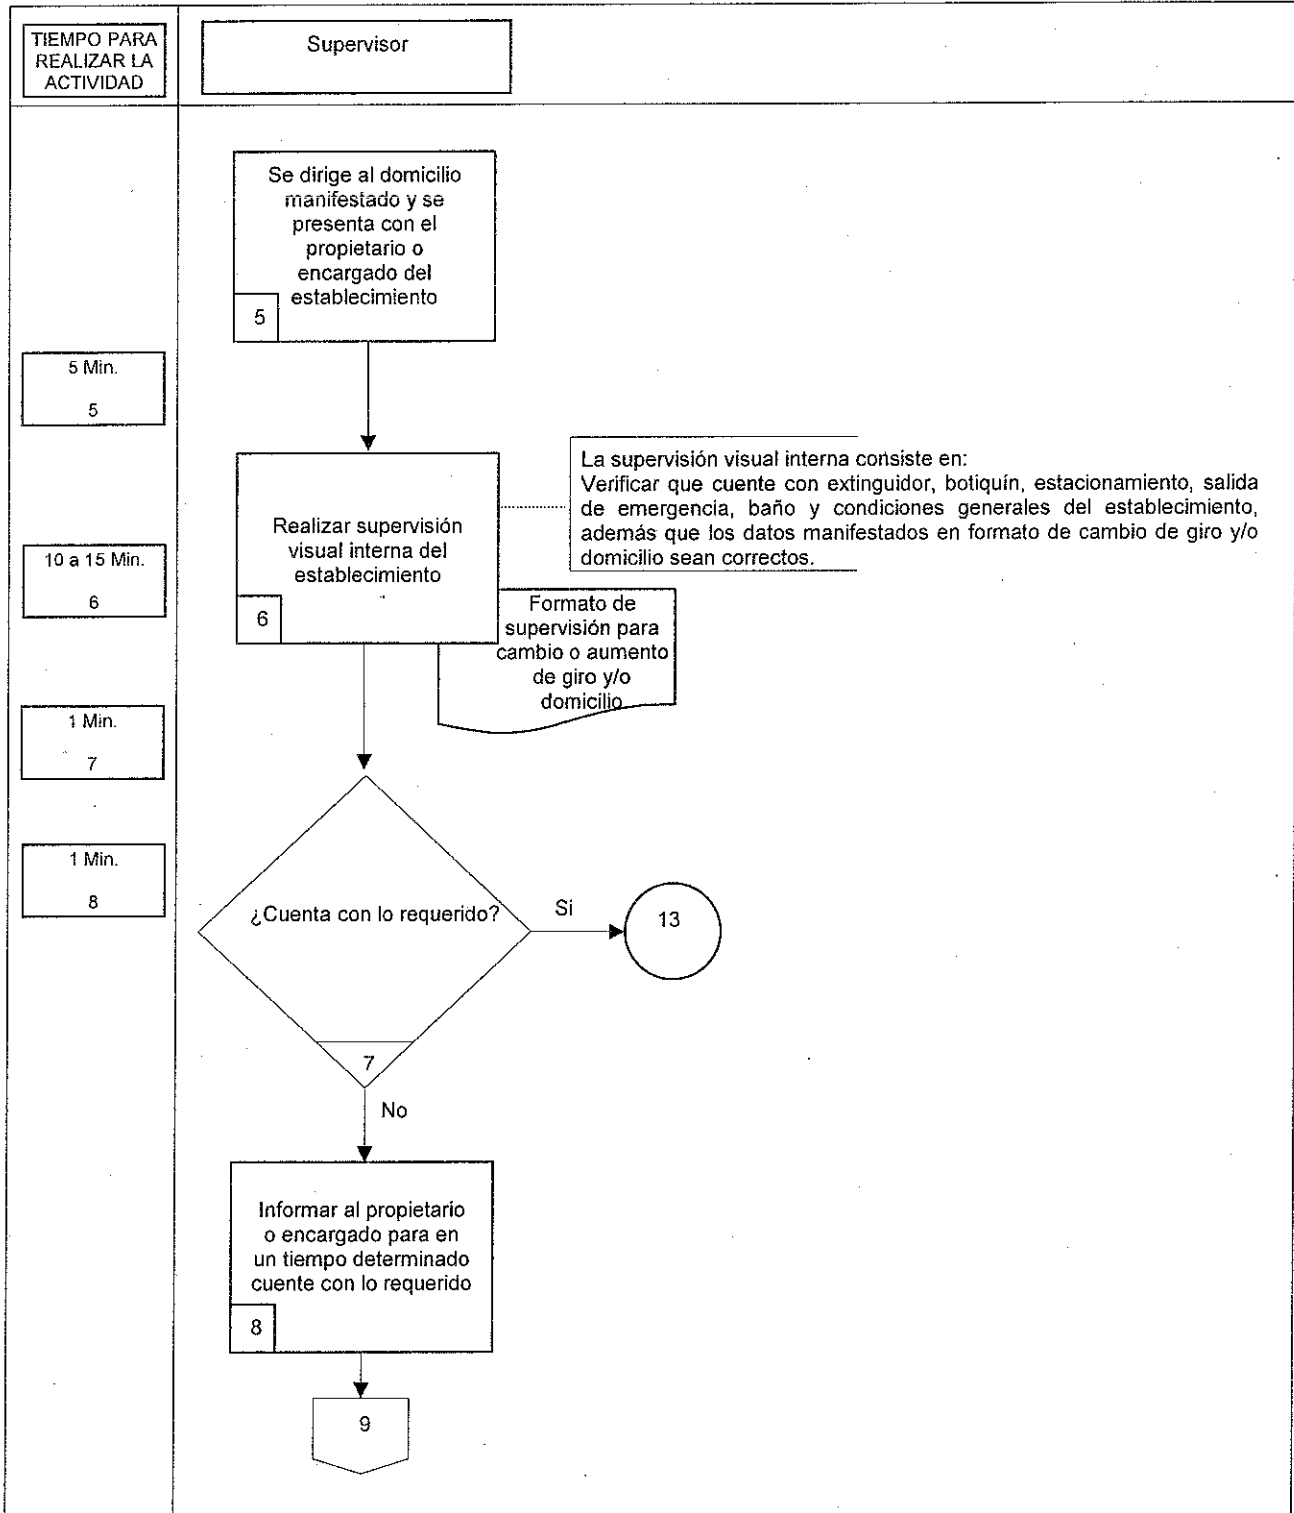 TIEMPO PARA
REALIZAR LA
ACTIVIDAD
Supervisor
Se dirige al domicilio
manifestado y se
presenta con el
propietario o
encargado del
establecimiento
5
5 Min.
5
La supervisión visual interna consiste en:
Verificar que cuente con extinguidor, botiquín, estacionamiento, salida
de emergencia, baño y condiciones generales del establecimiento,
además que los datos manifestados en formato de cambio de giro y/o
domicilio sean correctos.
Realizar supervisión
visual interna del
establecimiento
6
10 a 15 Min.
6
Formato de
supervisión para
cambio o aumento
de giro y/o
domicilio
1 Min.
7
1 Min.
8
¿Cuenta con lo requerido?
Si
13
7
No
Informar al propietario
o encargado para en
un tiempo determinado
cuente con lo requerido
8
9